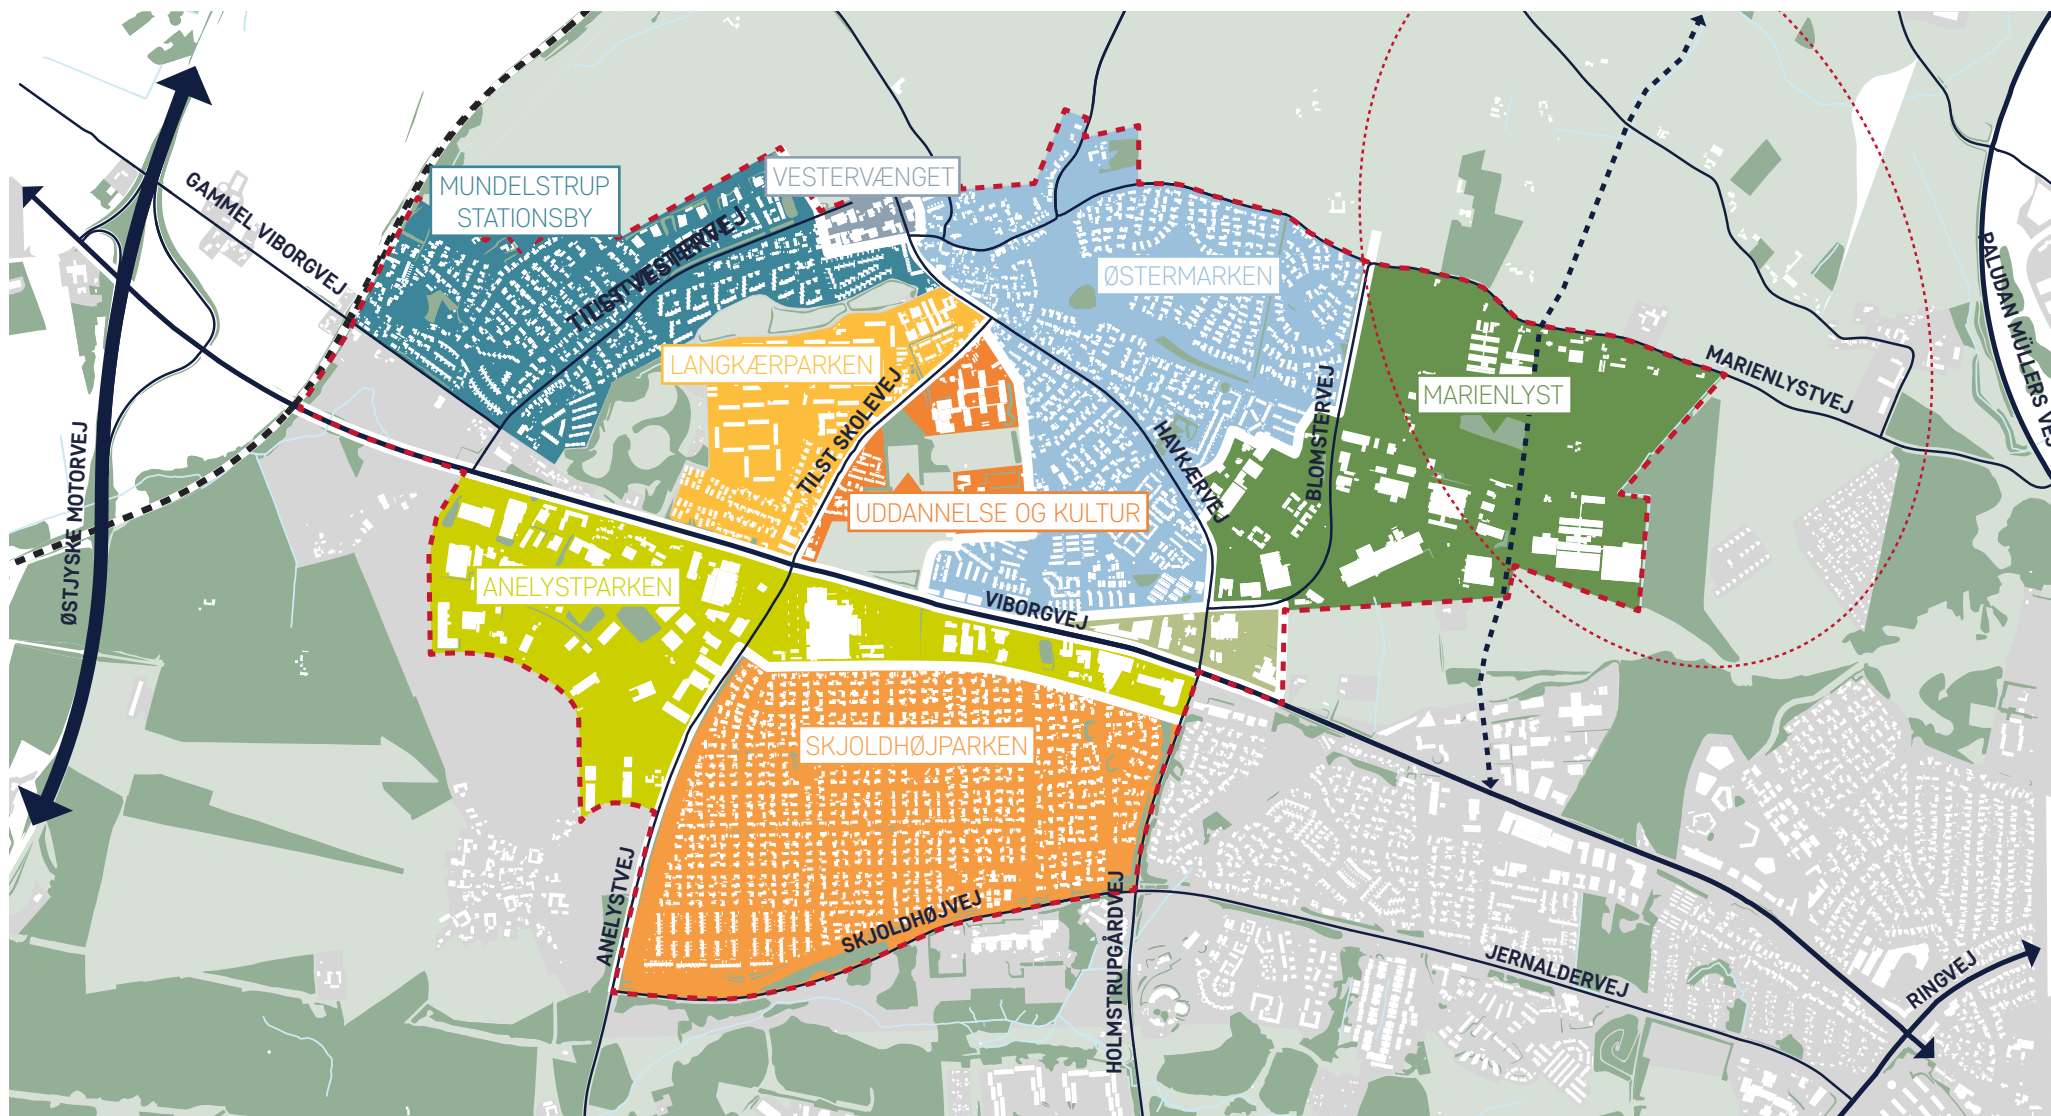 MUNDELSTRUP
STATIONSBY
VESTERVÆNGET
GAMMEL VIBORGVEJ
TILST VESTERVEJ
ØSTERMARKEN
PALUDAN MÜLLERS VEJ
LANGKÆRPARKEN
MARIENLYSTVEJ
MARIENLYST
TILST SKOLEVEJ
BLOMSTERVEJ
HAVKÆRVEJ
ØSTJYSKE MOTORVEJ
UDDANNELSE OG KULTUR
ANELYSTPARKEN
VIBORGVEJ
SKJOLDHØJPARKEN
ANELYSTVEJ
SKJOLDHØJVEJ
HOLMSTRUPGÅRDVEJ
JERNALDERVEJ
RINGVEJ